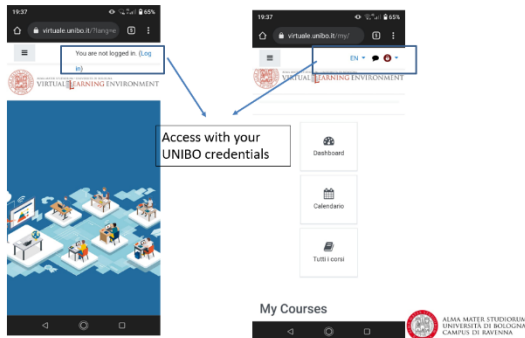 19:37
65%
virtuale.unibo.it/?lang=e
You are not logged in. (Log
in)
VIRTUAL LEARNING ENVIRONMENT
19:37
65%
virtuale.unibo.it/my/
EN
VIRTUAL LEARNING ENVIRONMENT
Access with your
UNIBO credentials
Dashboard
Calendario
Tutti i corsi
My Courses
ALMA MATER STUDIORUM
UNIVERSITÀ DI BOLOGNA
CAMPUS DI RAVENNA